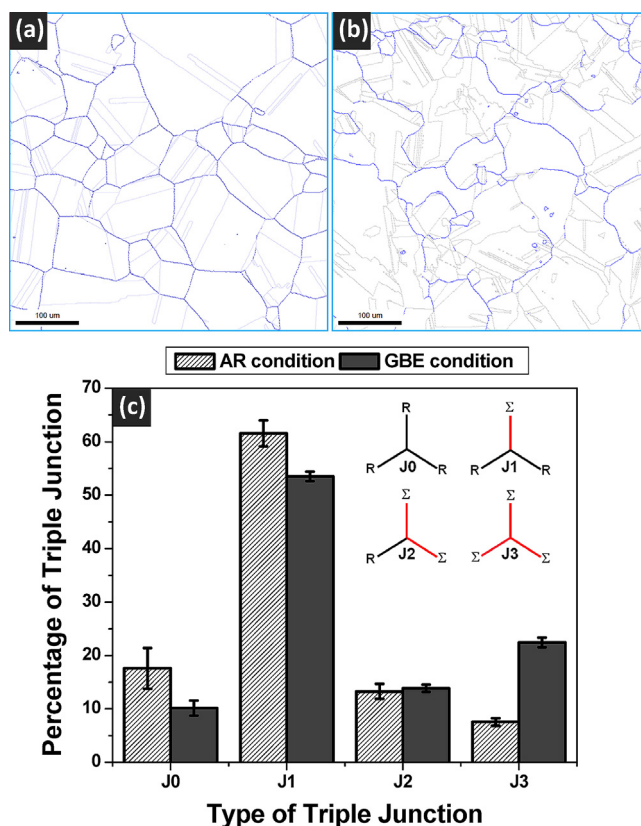 (a)
(b)
100 um
100 um
AR condition GBE condition
(c)
Percentage of Triple Junction
70
60
50
40
30
20
10
0
R
R J0 R
Σ
R J1 R
Σ
R J2 Σ
Σ
Σ J3 Σ
J0 J1 J2 J3
Type of Triple Junction